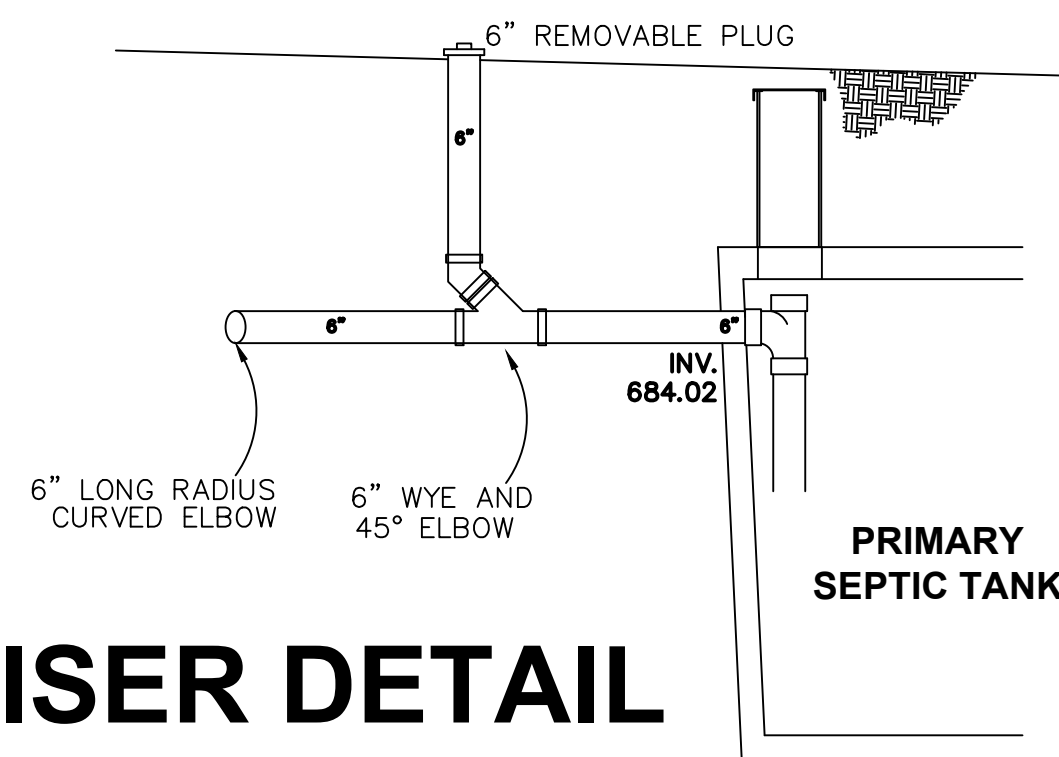 6” REMOVABLE PLUG
6”
6”
6”
INV.
684.02
6” LONG RADIUS
CURVED ELBOW
6” WYE AND
45° ELBOW
PRIMARY
SEPTIC TANK
ISER DETAIL